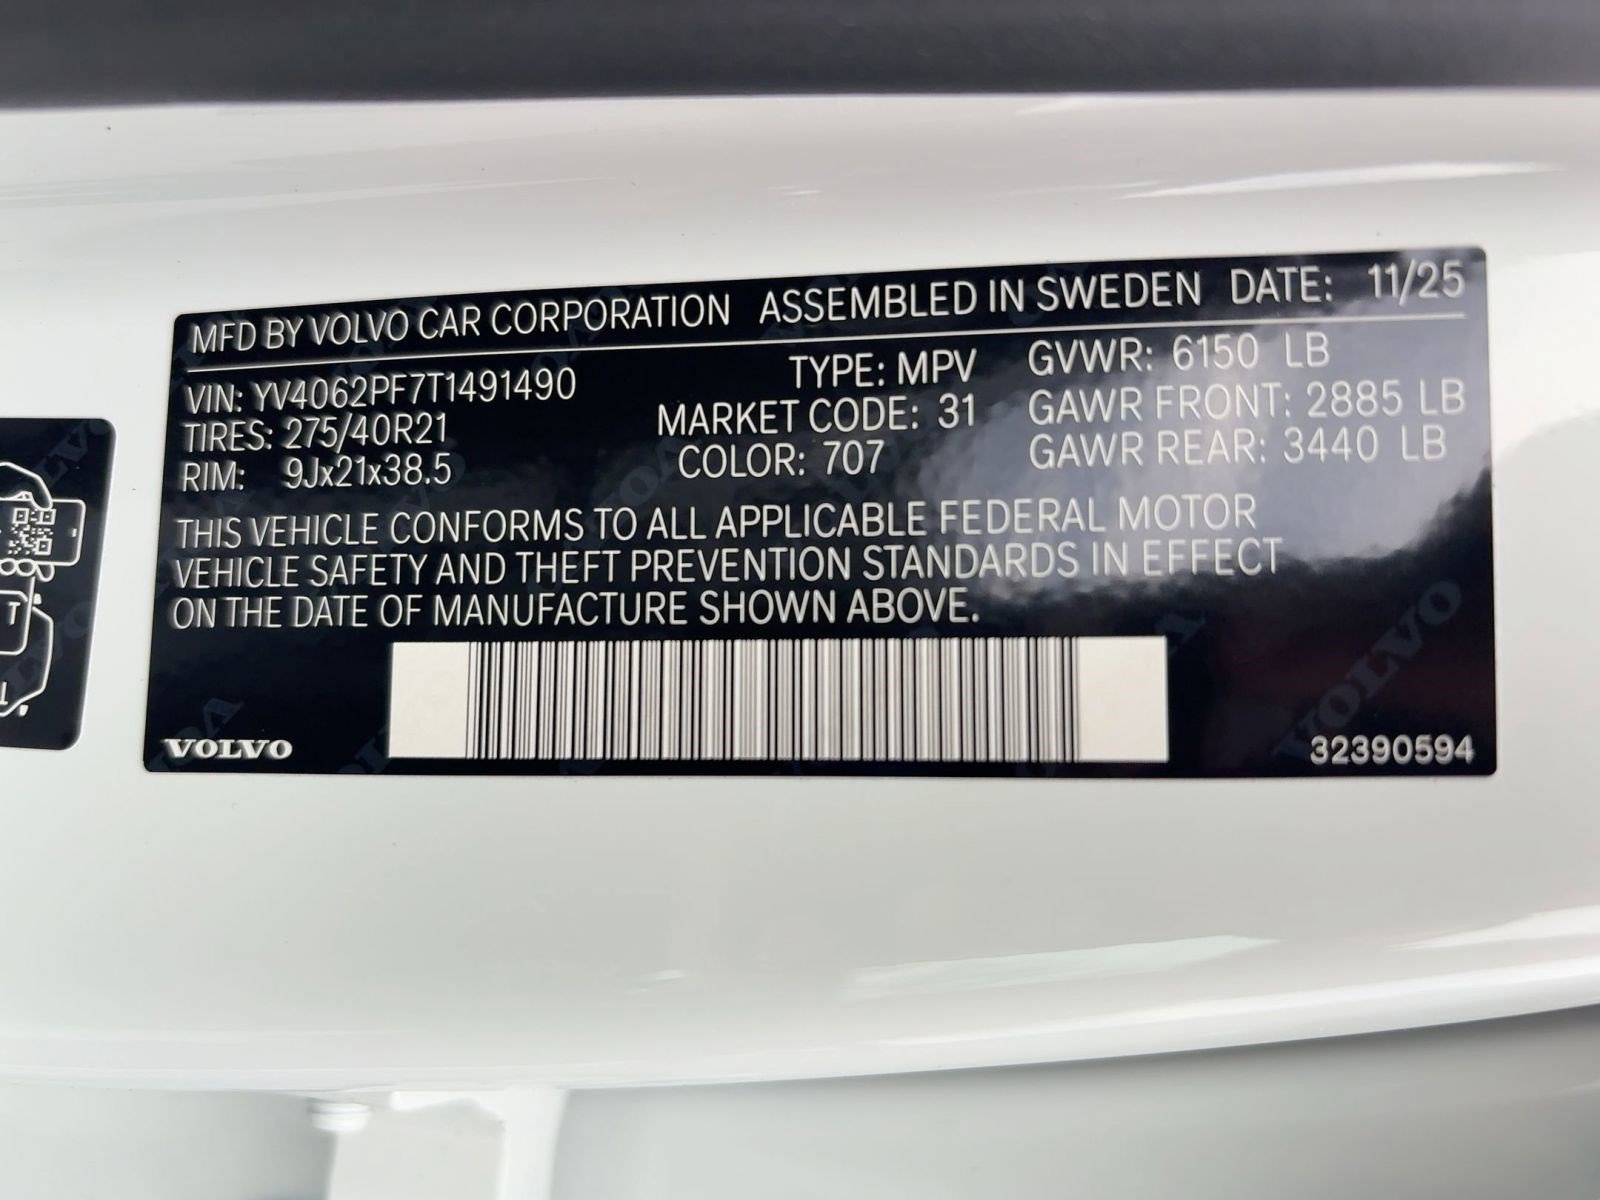 MFD BY VOLVO CAR CORPORATION ASSEMBLED IN SWEDEN DATE: 11/25
VIN: YV4062PF7T1491490 TYPE: MPV GVWR: 6150 LB
TIRES: 275/40R21 MARKET CODE: 31 GAWR FRONT: 2885 LB
RIM: 9Jx21x38.5 COLOR: 707 GAWR REAR: 3440 LB
THIS VEHICLE CONFORMS TO ALL APPLICABLE FEDERAL MOTOR
VEHICLE SAFETY AND THEFT PREVENTION STANDARDS IN EFFECT
ON THE DATE OF MANUFACTURE SHOWN ABOVE.
VOLVO 32390594